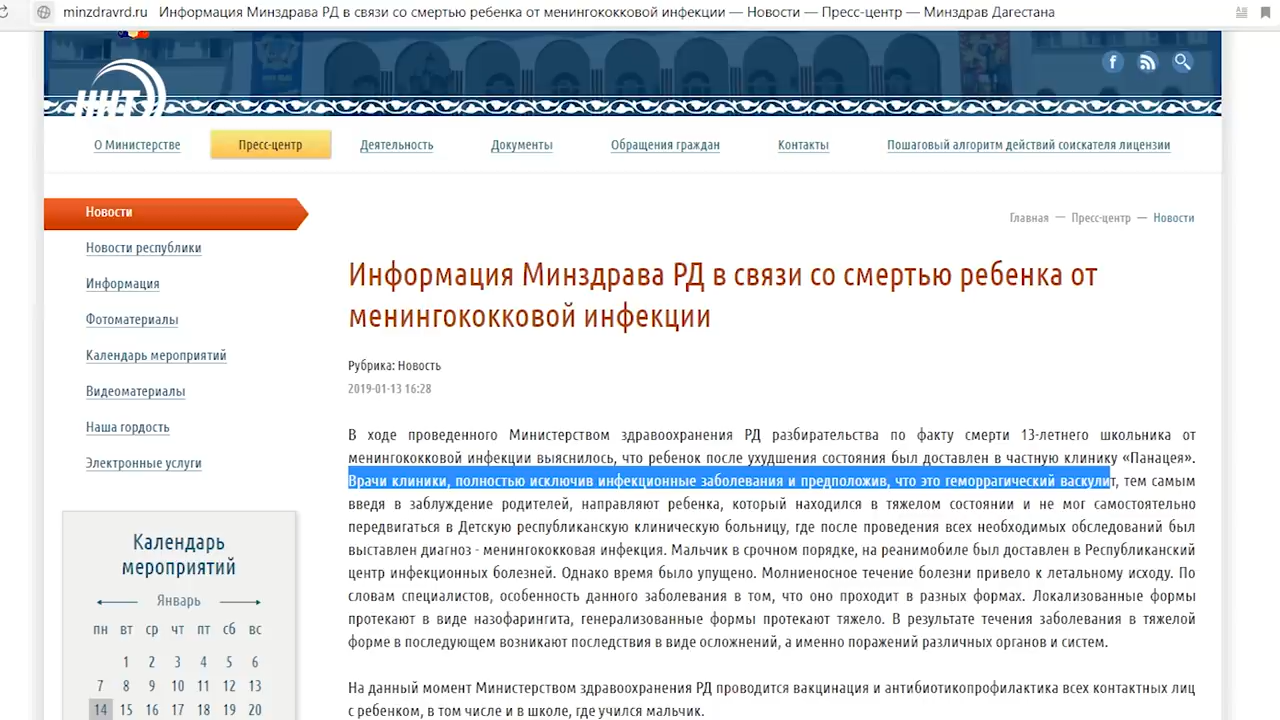 minzdravrd.ru Информация Минздрава РД в связи со смертью ребенка от менингококковой инфекции — Новости — Пресс-центр — Минздрав Дагестана
ННТ
О Министерстве Пресс-центр Деятельность Документы Обращения граждан Контакты Пошаговый алгоритм действий соискателя лицензии
Новости
Главная — Пресс-центр — Новости
Новости республики
Информация
Фотоматериалы
Календарь мероприятий
Видеоматериалы
Наша гордость
Электронные услуги
Календарь
мероприятий
Январь
пн вт ср чт пт сб вс
1 2 3 4 5 6
7 8 9 10 11 12 13
14 15 16 17 18 19 20
Информация Минздрава РД в связи со смертью ребенка от
менингококковой инфекции
Рубрика: Новость
2019-01-13 16:28
В ходе проведенного Министерством здравоохранения РД разбирательства по факту смерти 13-летнего школьника от
менингококковой инфекции выяснилось, что ребенок после ухудшения состояния был доставлен в частную клинику «Панацея».
Врачи клиники, полностью исключив инфекционные заболевания и предположив, что это геморрагический васкулит, тем самым
введя в заблуждение родителей, направляют ребенка, который находился в тяжелом состоянии и не мог самостоятельно
передвигаться в Детскую республиканскую клиническую больницу, где после проведения всех необходимых обследований был
выставлен диагноз - менингококковая инфекция. Мальчик в срочном порядке, на реанимобиле был доставлен в Республиканский
центр инфекционных болезней. Однако время было упущено. Молниеносное течение болезни привело к летальному исходу. По
словам специалистов, особенность данного заболевания в том, что оно проходит в разных формах. Локализованные формы
протекают в виде назофарингита, генерализованные формы протекают тяжело. В результате течения заболевания в тяжелой
форме в последующем возникают последствия в виде осложнений, а именно поражений различных органов и систем.
На данный момент Министерством здравоохранения РД проводится вакцинация и антибиотикопрофилактика всех контактных лиц
с ребенком, в том числе и в школе, где учился мальчик.